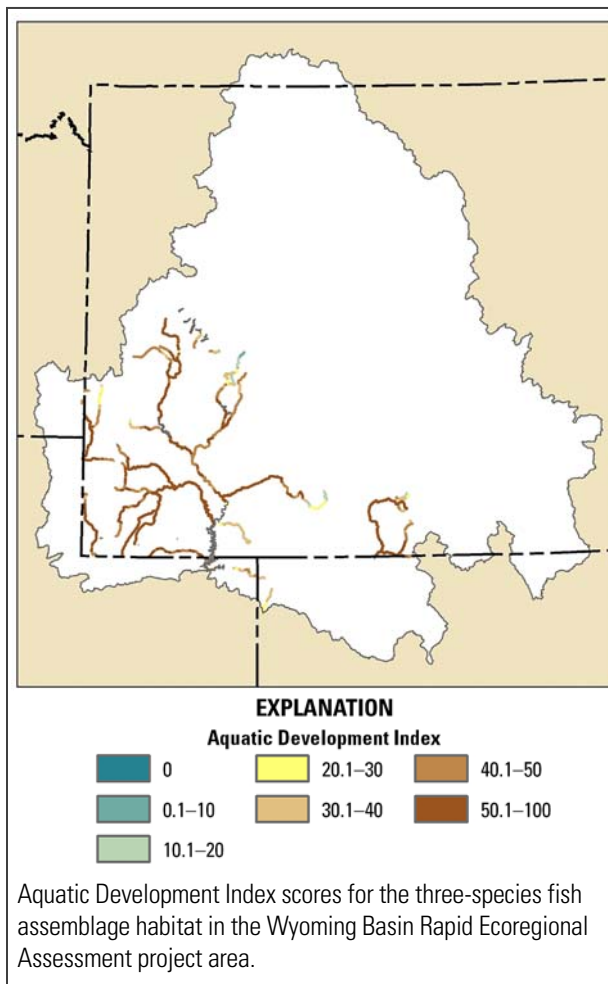 EXPLANATION
Aquatic Development Index
0 20.1–30 40.1–50
0.1–10 30.1–40 50.1–100
10.1–20
Aquatic Development Index scores for the three-species fish
assemblage habitat in the Wyoming Basin Rapid Ecoregional
Assessment project area.